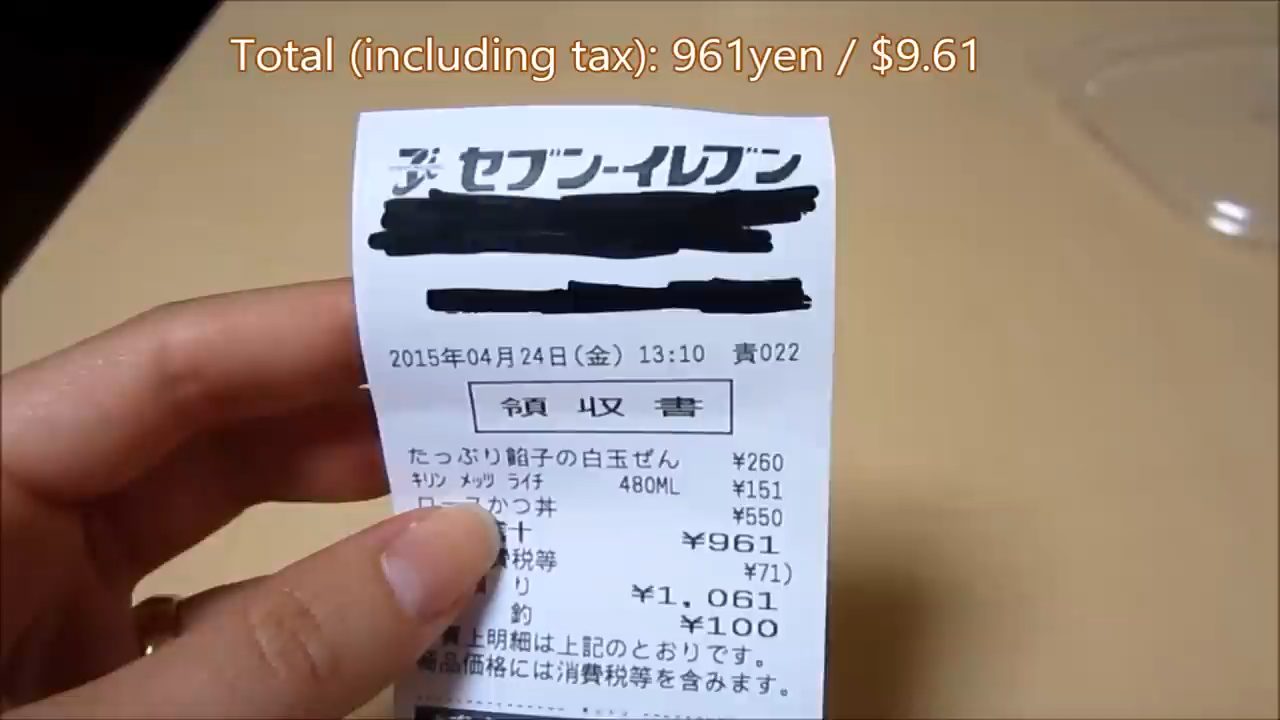 Total (including tax): 961yen / $9.61
セブン-イレブン
2015年04月24日(金) 13:10 責022
領収書
たっぷり餡子の白玉ぜん ¥260
キリン メッツ ライチ 480ML ¥151
ロースかつ丼 ¥550
¥961
費税等 ¥71)
り ¥1,061
釣 ¥100
上明細は上記のとおりです。
商品価格には消費税等を含みます。